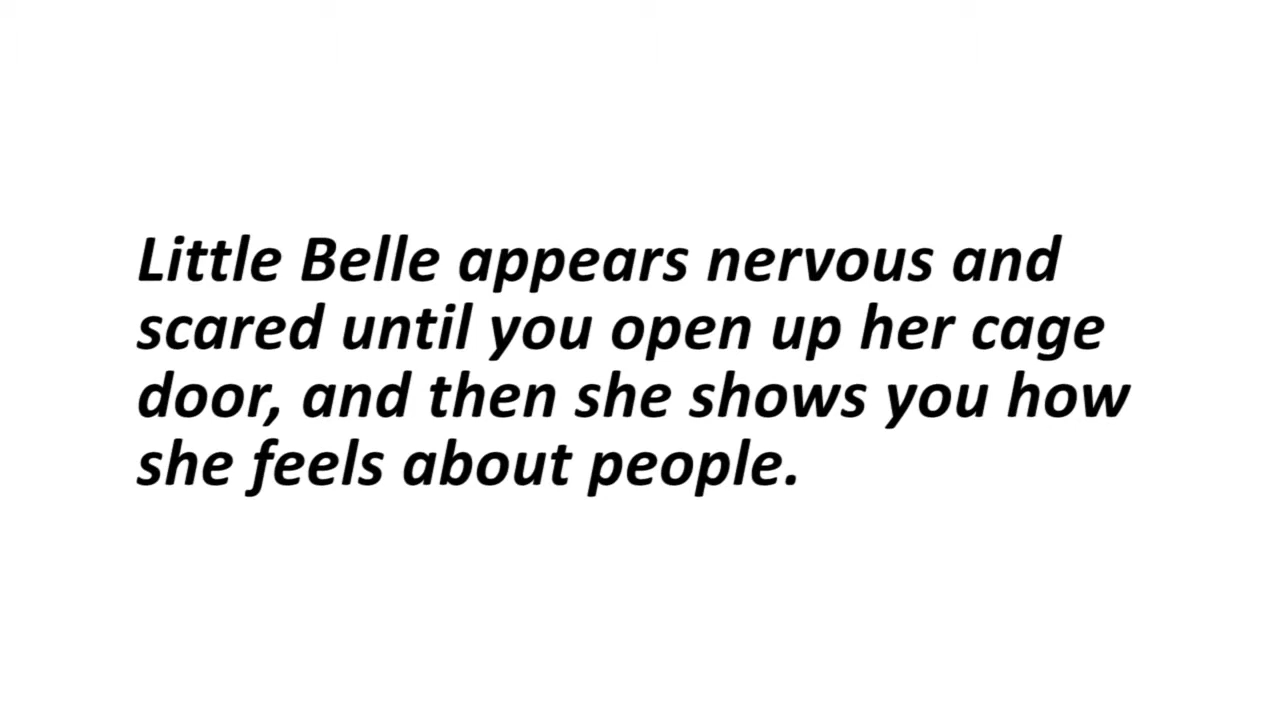 Little Belle appears nervous and
scared until you open up her cage
door, and then she shows you how
she feels about people.